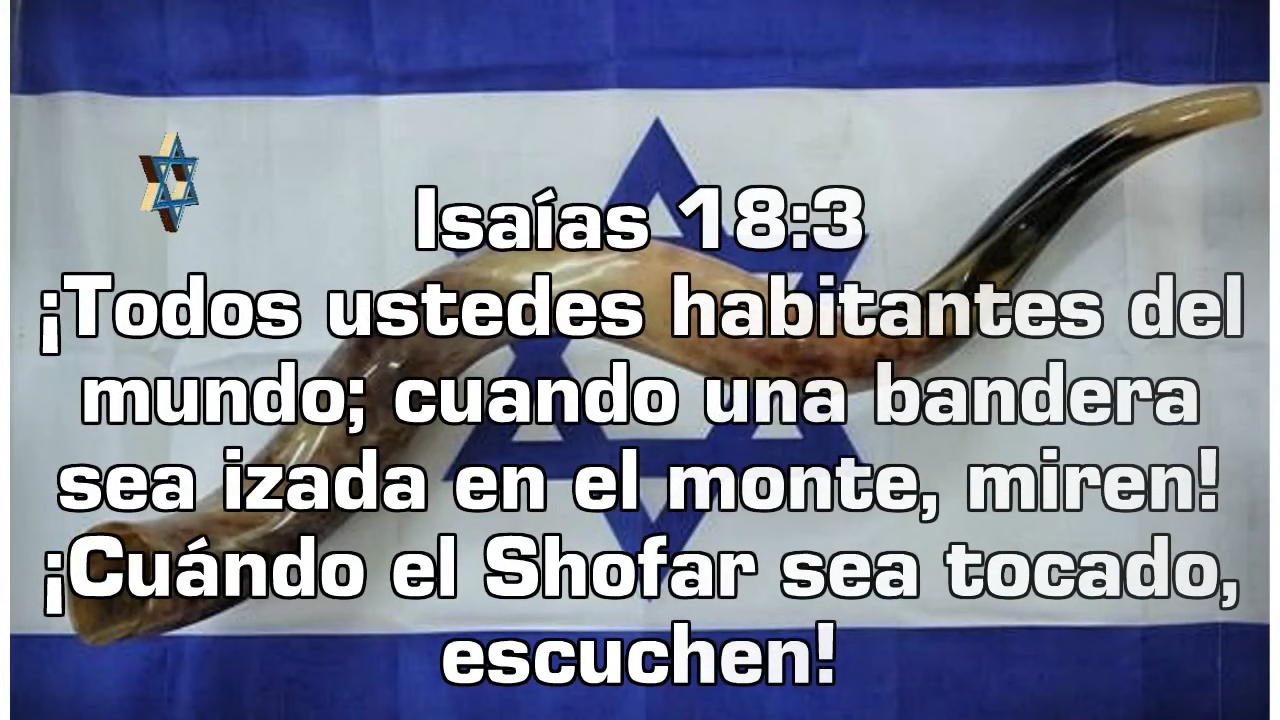 Isaías 18:3
¡Todos ustedes habitantes del
mundo; cuando una bandera
sea izada en el monte, miren!
¡Cuándo el Shofar sea tocado,
escuchen!